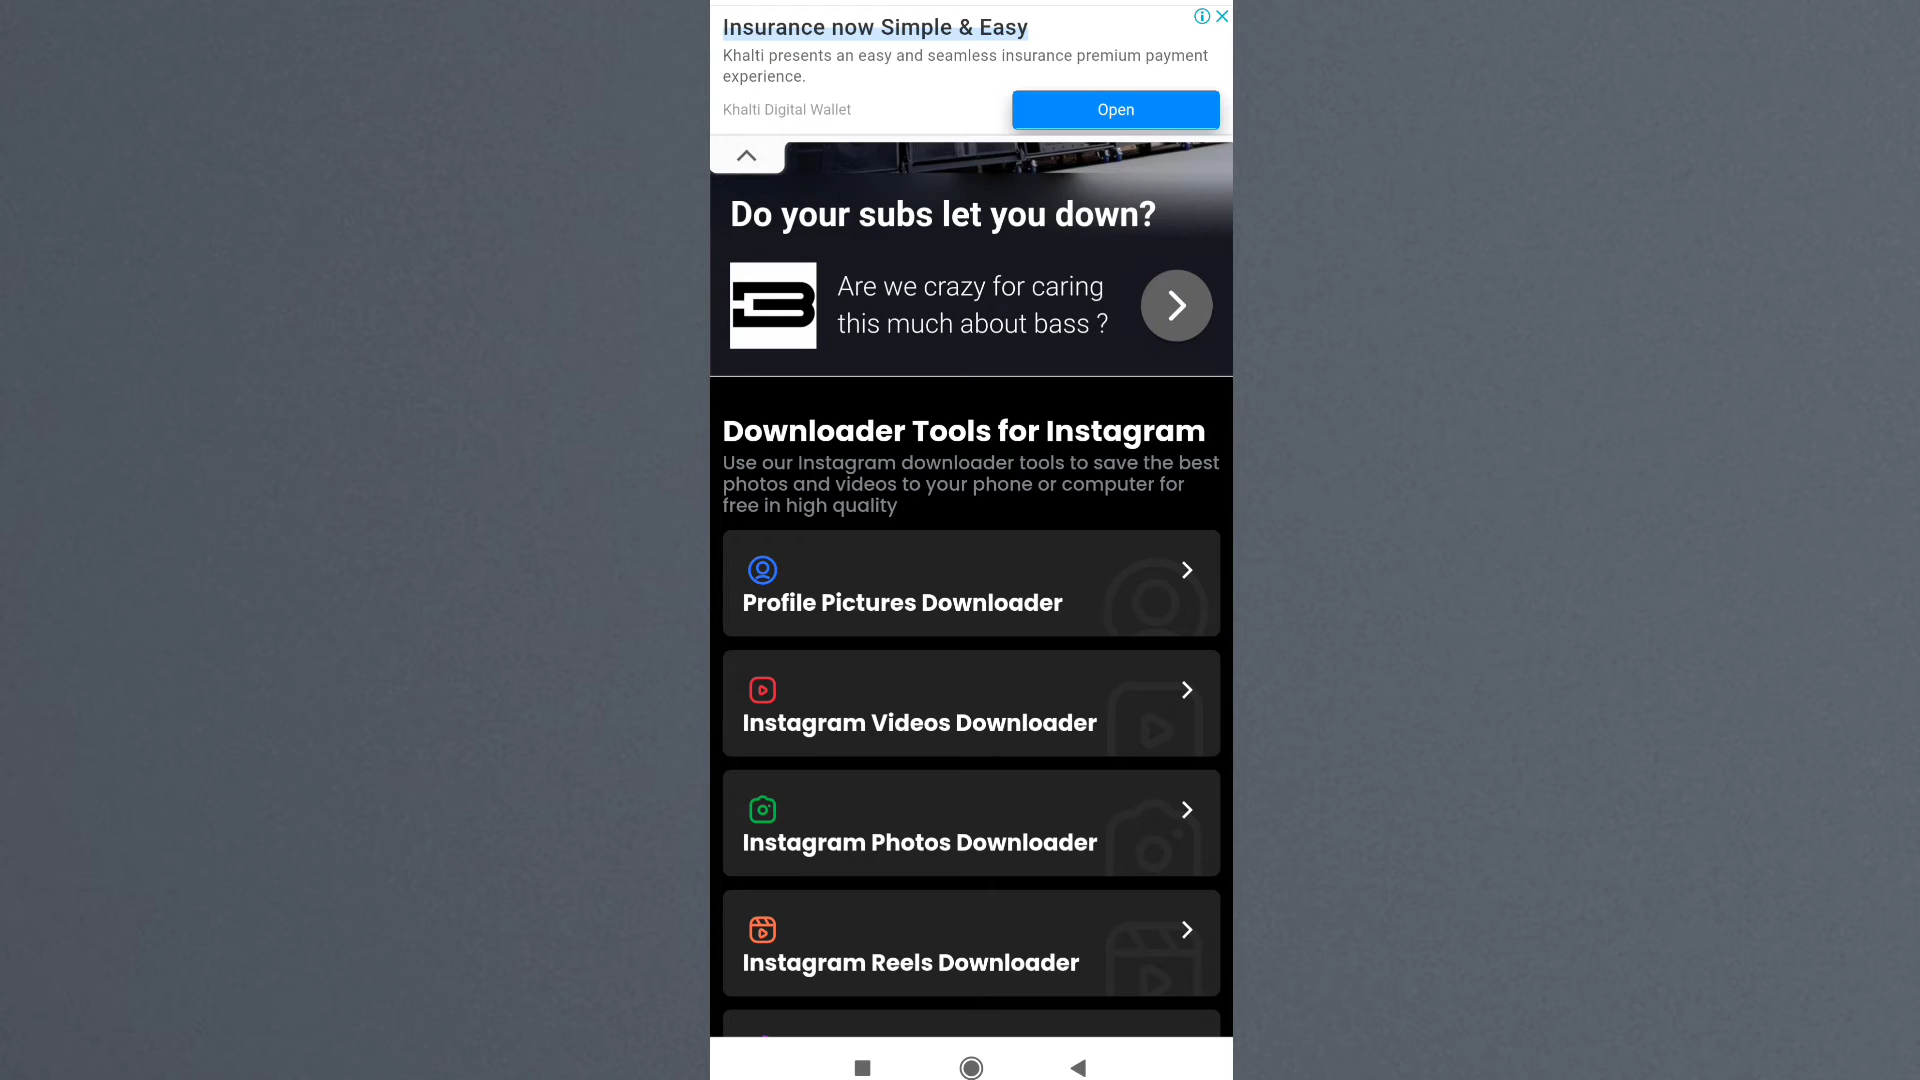 Insurance now Simple & Easy
Khalti presents an easy and seamless insurance premium payment
experience.
Khalti Digital Wallet
Open
Do your subs let you down?
Are we crazy for caring
this much about bass ?
Downloader Tools for Instagram
Use our Instagram downloader tools to save the best
photos and videos to your phone or computer for
free in high quality
Profile Pictures Downloader
Instagram Videos Downloader
Instagram Photos Downloader
Instagram Reels Downloader